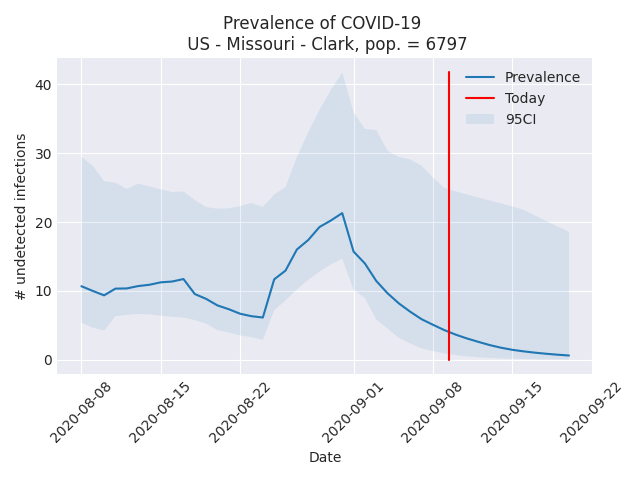 Prevalence of COVID-19
US - Missouri - Clark, pop. = 6797
Prevalence
Today
95CI
# undetected infections
40
30
20
10
0
2020-08-08
2020-08-15
2020-08-22
2020-09-01
2020-09-08
2020-09-15
2020-09-22
Date